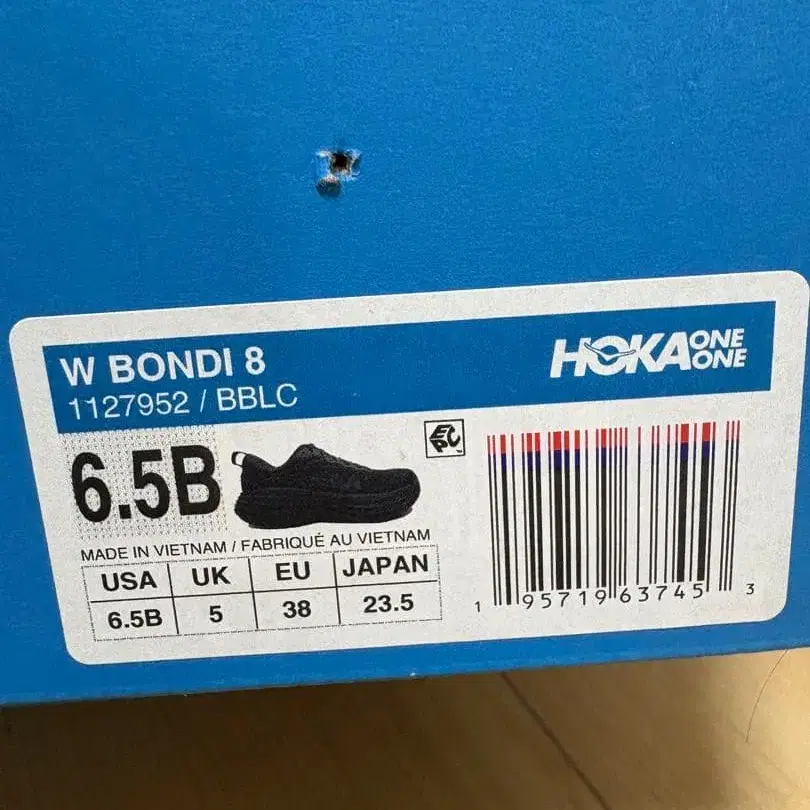 W BONDI 8
1127952 / BBLC
HOKA ONE ONE
6.5B
EPC
MADE IN VIETNAM / FABRIQUÉ AU VIETNAM
USA UK EU JAPAN
6.5B 5 38 23.5
1 95719 63745 3